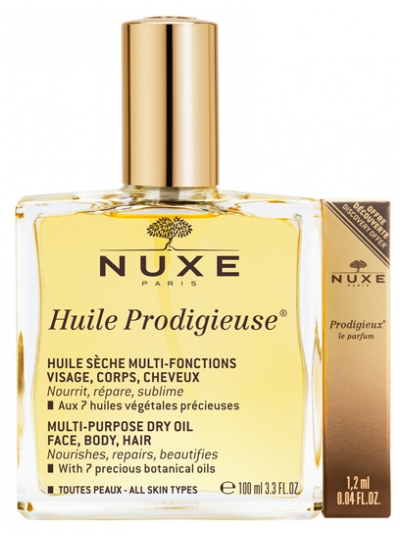 NUXE
PARIS
Huile Prodigieuse®
HUILE SÈCHE MULTI-FONCTIONS
VISAGE, CORPS, CHEVEUX
Nourrit, répare, sublime
■ Aux 7 huiles végétales précieuses
MULTI-PURPOSE DRY OIL
FACE, BODY, HAIR
Nourishes, repairs, beautifies
■ With 7 precious botanical oils
■ TOUTES PEAUX - ALL SKIN TYPES
℮ 100 ml 3.3 FL.OZ.
OFFRE
DÉCOUVERTE
DISCOVERY OFFER
NUXE
PARIS
Prodigieux®
le parfum
1,2 ml
0.04 FL.OZ.